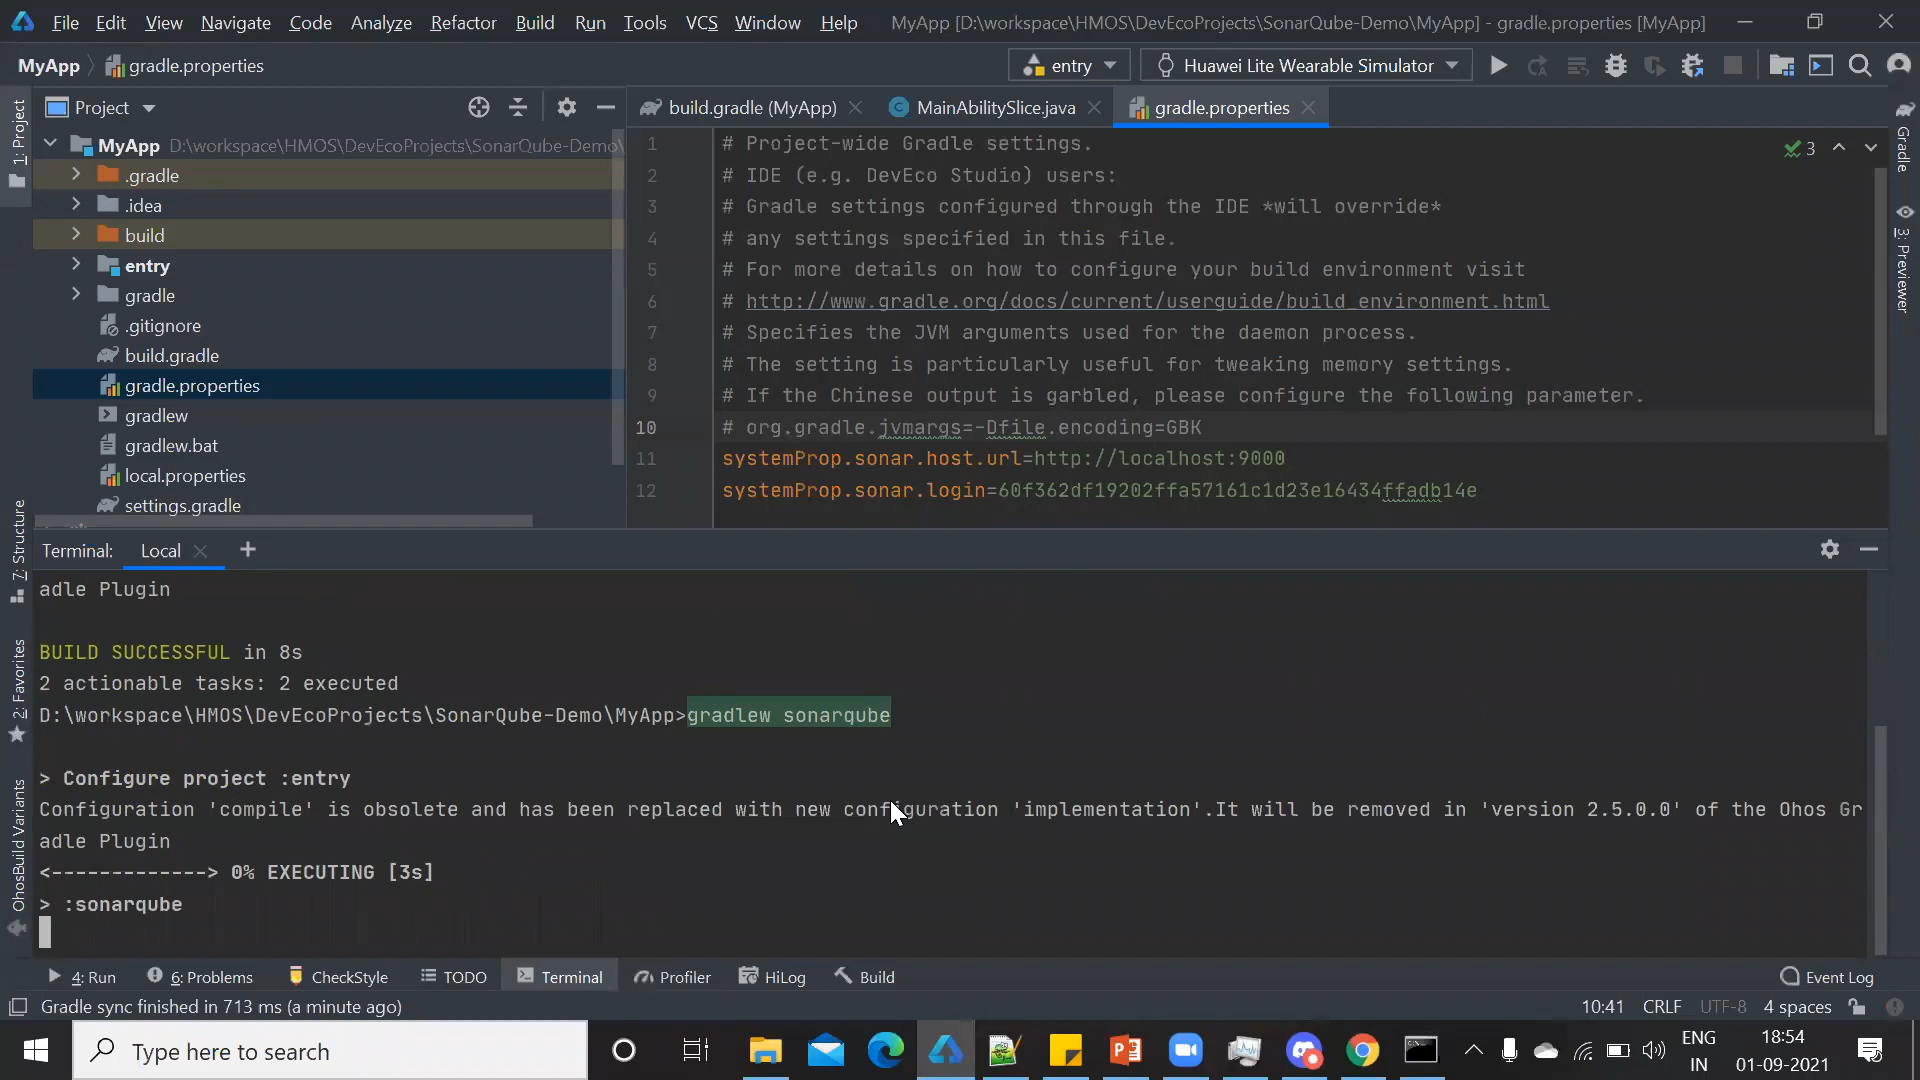 File Edit View Navigate Code Analyze Refactor Build Run Tools VCS Window Help MyApp [D:\workspace\HMOS\DevEcoProjects\SonarQube-Demo\MyApp] - gradle.properties [MyApp]
MyApp gradle.properties entry Huawei Lite Wearable Simulator
Project build.gradle (MyApp) MainAbilitySlice.java gradle.properties
1: Project
7: Structure
2: Favorites
OhosBuild Variants
Gradle
3: Previewer
MyApp D:\workspace\HMOS\DevEcoProjects\SonarQube-Demo\
.gradle
.idea
build
entry
gradle
.gitignore
build.gradle
gradle.properties
gradlew
gradlew.bat
local.properties
settings.gradle
3
1 # Project-wide Gradle settings.
2 # IDE (e.g. DevEco Studio) users:
3 # Gradle settings configured through the IDE *will override*
4 # any settings specified in this file.
5 # For more details on how to configure your build environment visit
6 # http://www.gradle.org/docs/current/userguide/build_environment.html
7 # Specifies the JVM arguments used for the daemon process.
8 # The setting is particularly useful for tweaking memory settings.
9 # If the Chinese output is garbled, please configure the following parameter.
10 # org.gradle.jvmargs=-Dfile.encoding=GBK
11 systemProp.sonar.host.url=http://localhost:9000
12 systemProp.sonar.login=60f362df19202ffa57161c1d23e16434ffadb14e
Terminal: Local
adle Plugin
BUILD SUCCESSFUL in 8s
2 actionable tasks: 2 executed
D:\workspace\HMOS\DevEcoProjects\SonarQube-Demo\MyApp>gradlew sonarqube
> Configure project :entry
Configuration 'compile' is obsolete and has been replaced with new configuration 'implementation'.It will be removed in 'version 2.5.0.0' of the Ohos Gr
adle Plugin
<-------------> 0% EXECUTING [3s]
> :sonarqube
4: Run 6: Problems CheckStyle TODO Terminal Profiler HiLog Build Event Log
Gradle sync finished in 713 ms (a minute ago) 10:41 CRLF UTF-8 4 spaces
Type here to search
ENG
IN
18:54
01-09-2021